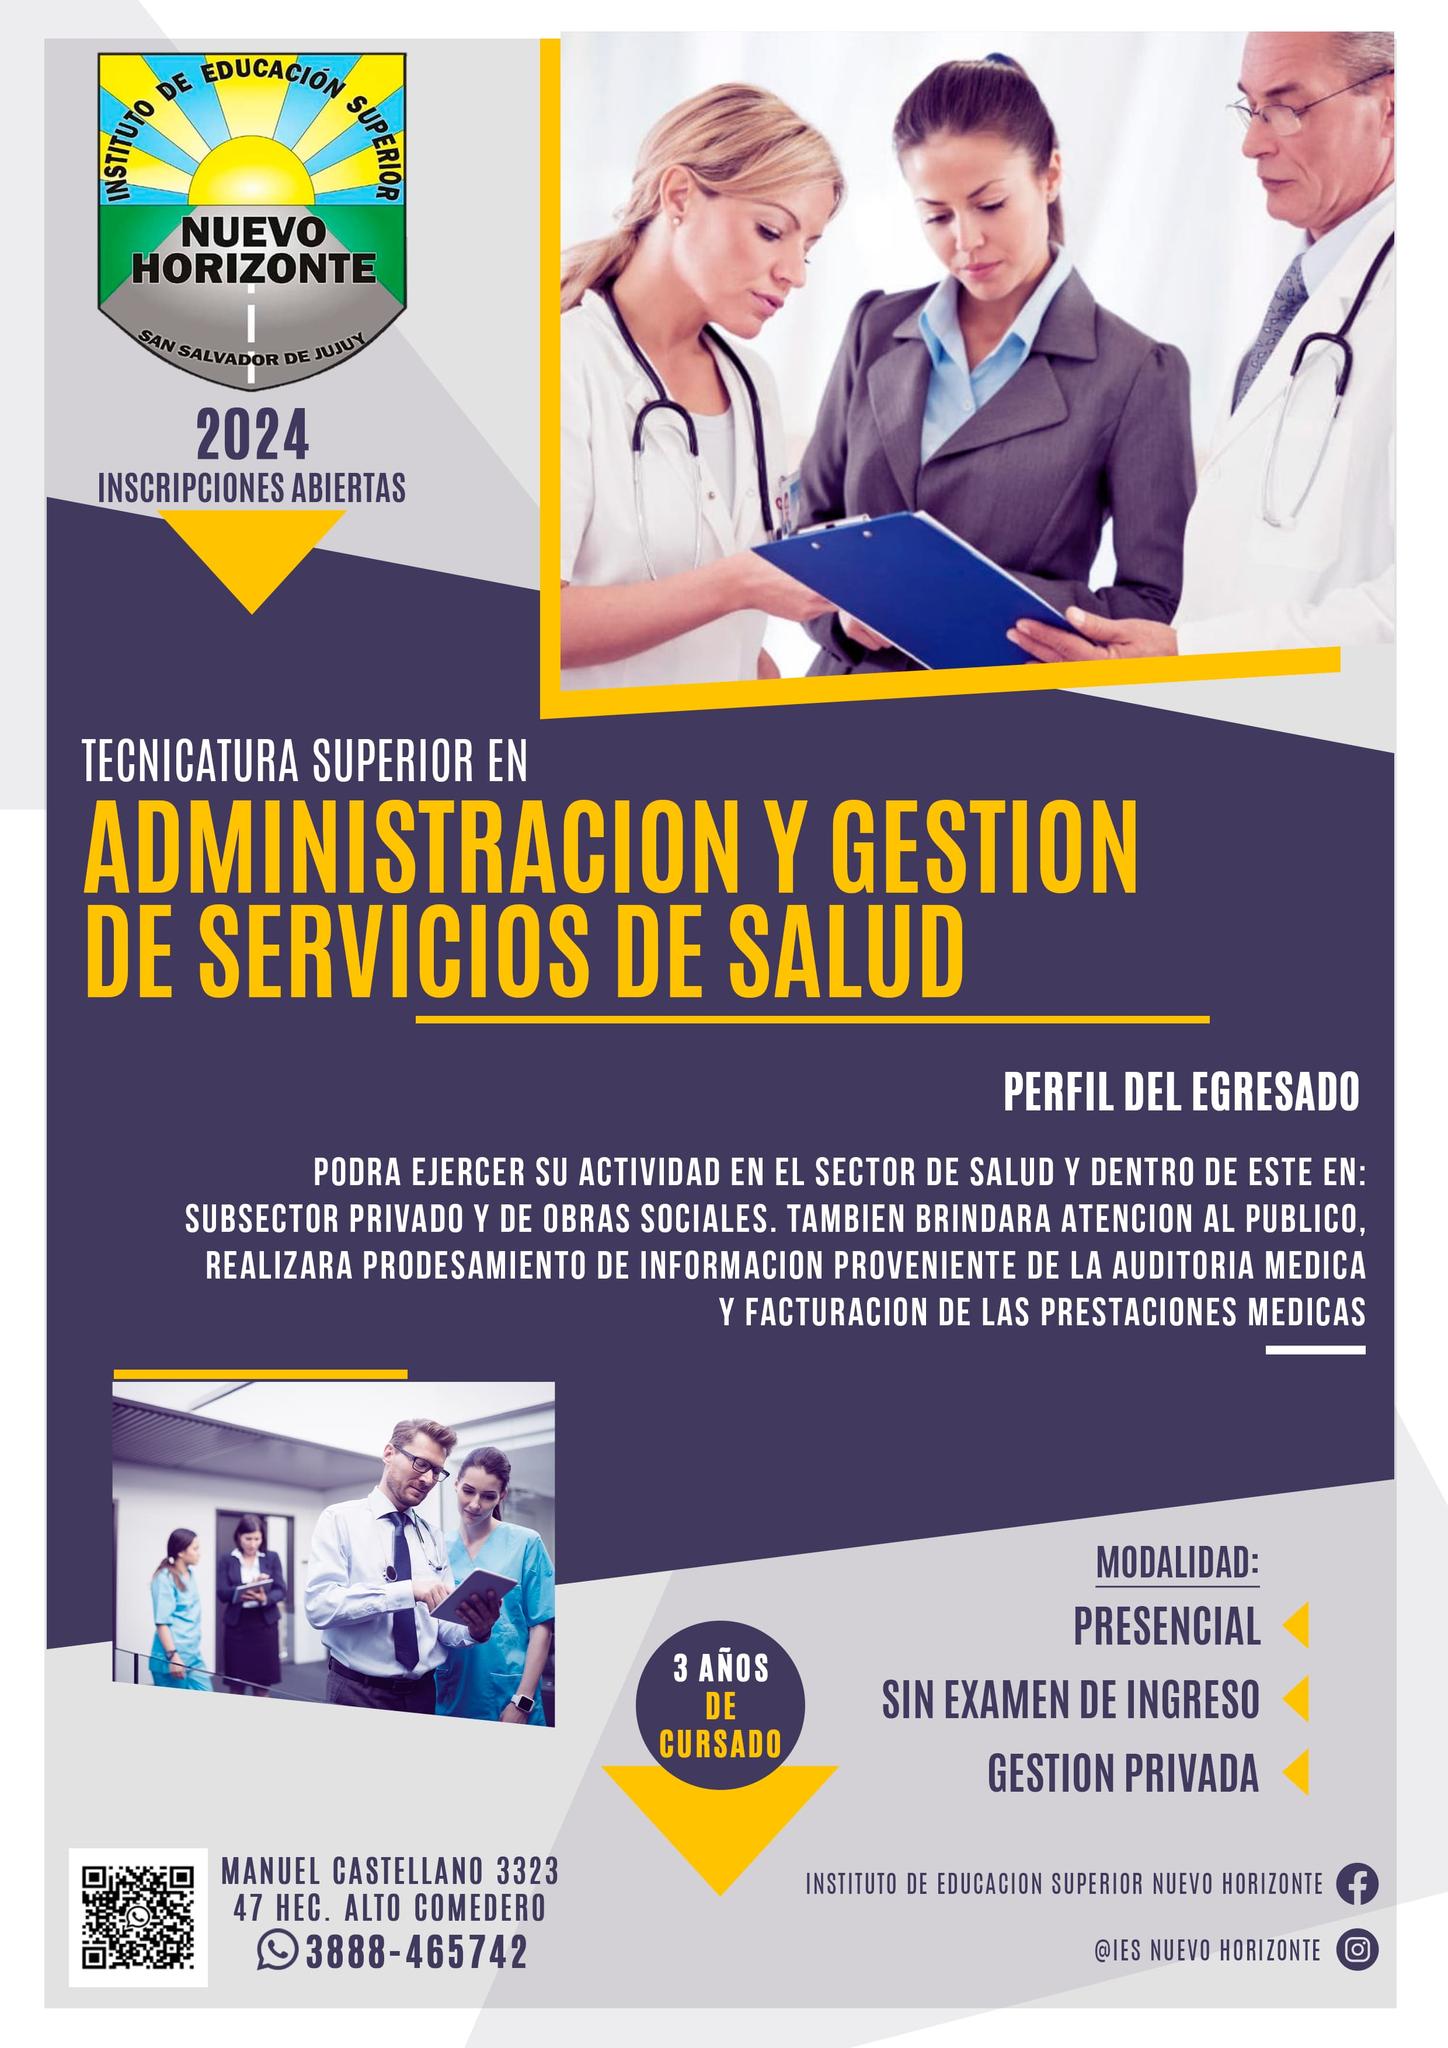 INSTITUTO DE EDUCACIÓN SUPERIOR
NUEVO
HORIZONTE
SAN SALVADOR DE JUJUY
2024
INSCRIPCIONES ABIERTAS
TECNICATURA SUPERIOR EN
ADMINISTRACION Y GESTION
DE SERVICIOS DE SALUD
PERFIL DEL EGRESADO
PODRA EJERCER SU ACTIVIDAD EN EL SECTOR DE SALUD Y DENTRO DE ESTE EN:
SUBSECTOR PRIVADO Y DE OBRAS SOCIALES. TAMBIEN BRINDARA ATENCION AL PUBLICO,
REALIZARA PRODESAMIENTO DE INFORMACION PROVENIENTE DE LA AUDITORIA MEDICA
Y FACTURACION DE LAS PRESTACIONES MEDICAS
MODALIDAD:
PRESENCIAL
SIN EXAMEN DE INGRESO
GESTION PRIVADA
3 AÑOS
DE
CURSADO
MANUEL CASTELLANO 3323
47 HEC. ALTO COMEDERO
3888-465742
INSTITUTO DE EDUCACION SUPERIOR NUEVO HORIZONTE
@IES NUEVO HORIZONTE